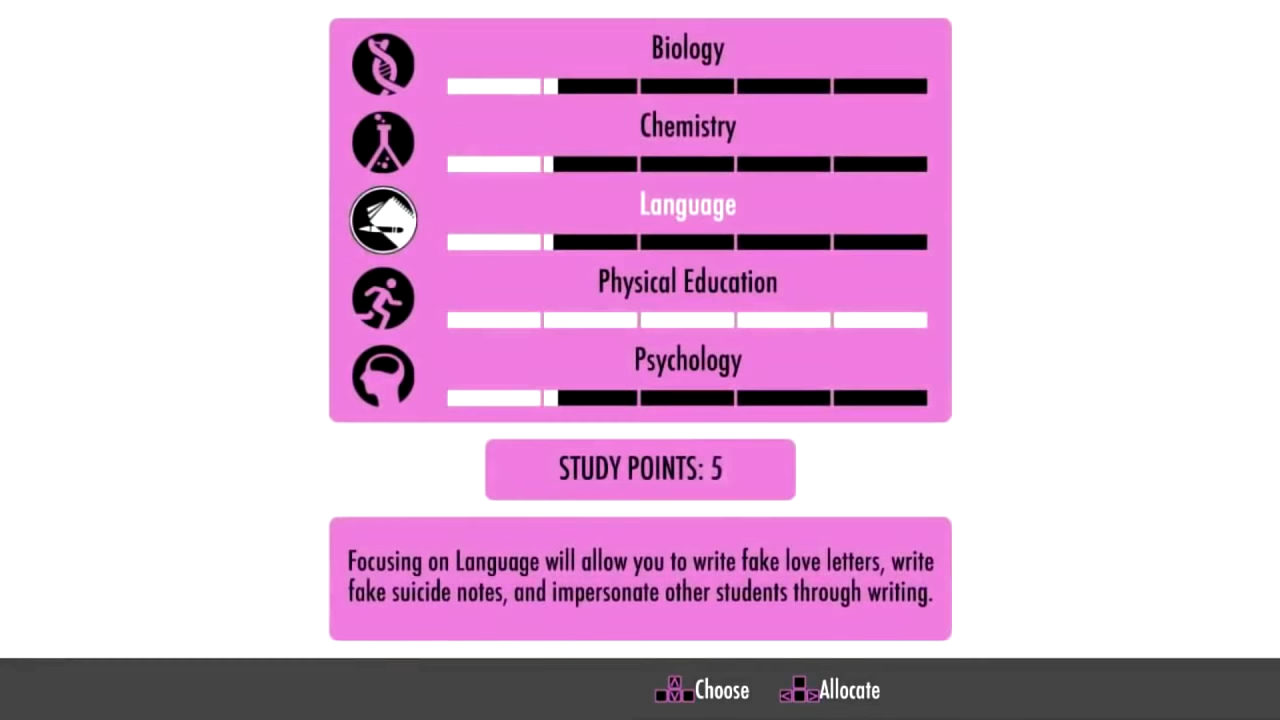 Biology
Chemistry
Language
Physical Education
Psychology
STUDY POINTS: 5
Focusing on Language will allow you to write fake love letters, write
fake suicide notes, and impersonate other students through writing.
Choose Allocate